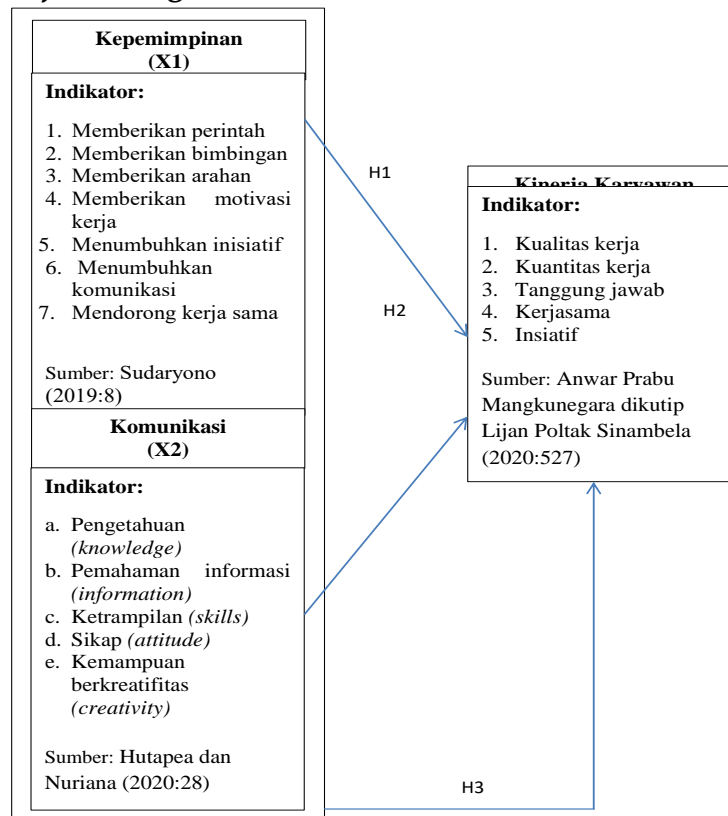 Kepemimpinan
(X1)
Indikator:
1. Memberikan perintah
2. Memberikan bimbingan
3. Memberikan arahan
4. Memberikan motivasi
kerja
5. Menumbuhkan inisiatif
6. Menumbuhkan
komunikasi
7. Mendorong kerja sama
Sumber: Sudaryono
(2019:8)
Komunikasi
(X2)
Indikator:
a. Pengetahuan
(knowledge)
b. Pemahaman informasi
(information)
c. Ketrampilan (skills)
d. Sikap (attitude)
e. Kemampuan
berkreatifitas
(creativity)
Sumber: Hutapea dan
Nuriana (2020:28)
H1
H2
H3
Kinerja Karyawan
Indikator:
1. Kualitas kerja
2. Kuantitas kerja
3. Tanggung jawab
4. Kerjasama
5. Insiatif
Sumber: Anwar Prabu
Mangkunegara dikutip
Lijan Poltak Sinambela
(2020:527)